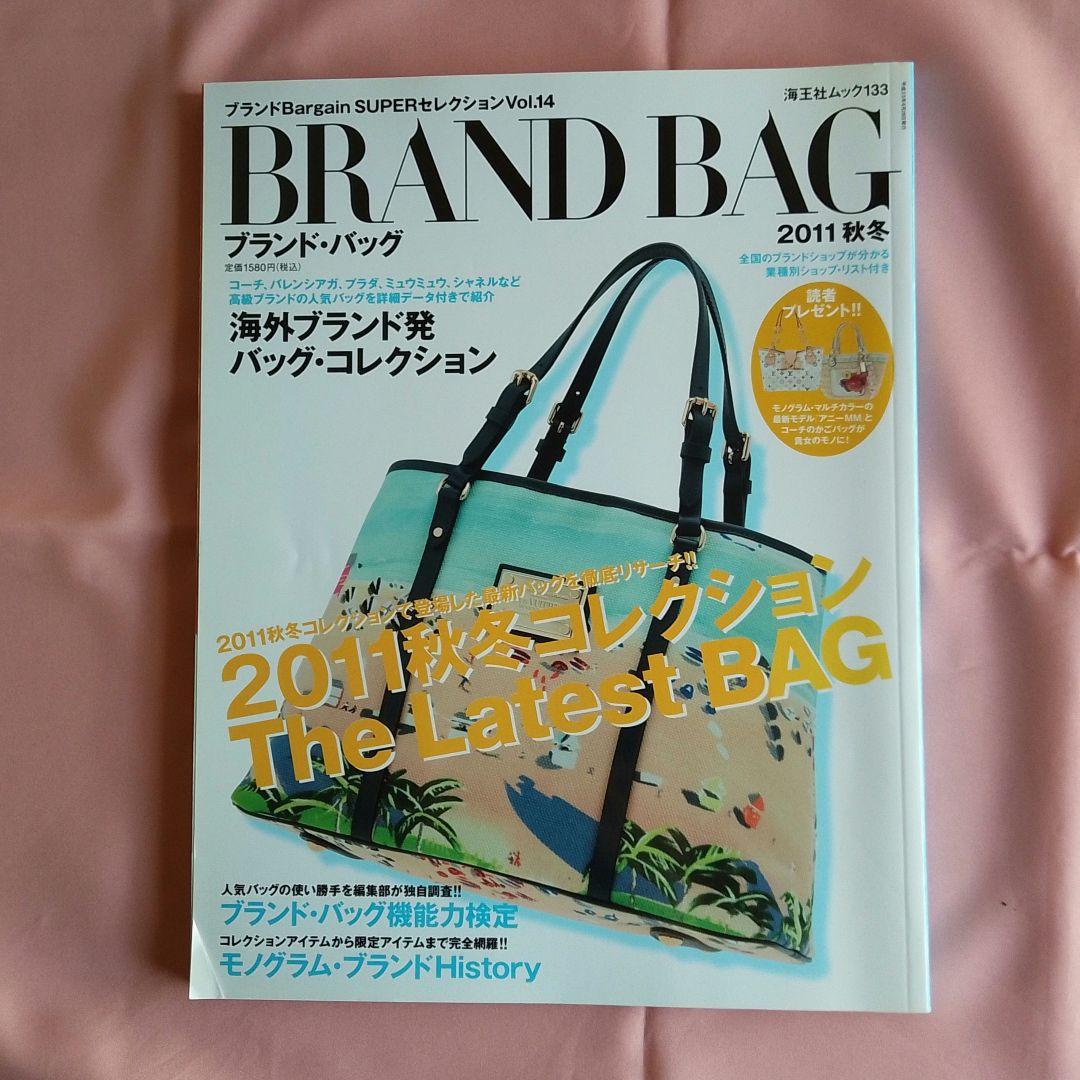 ブランドBargain SUPERセレクションVol.14
海王社ムック133
BRAND BAG
2011 秋冬
ブランド・バッグ
定価1580円(税込)
全国のブランドショップが分かる
業種別ショップ・リスト付き
コーチ、バレンシアガ、プラダ、ミュウミュウ、シャネルなど
高級ブランドの人気バッグを詳細データ付きで紹介
海外ブランド発
バッグ・コレクション
読者
プレゼント!!
モノグラム・マルチカラーの
最新モデル「アニーMM」と
コーチのかごバッグが
貴女のモノに!
2011秋冬コレクションで登場した最新バッグを徹底リサーチ!!
2011秋冬コレクション
The Latest BAG
人気バッグの使い勝手を編集部が独自調査!!
ブランド・バッグ機能力検定
コレクションアイテムから限定アイテムまで完全網羅!!
モノグラム・ブランドHistory